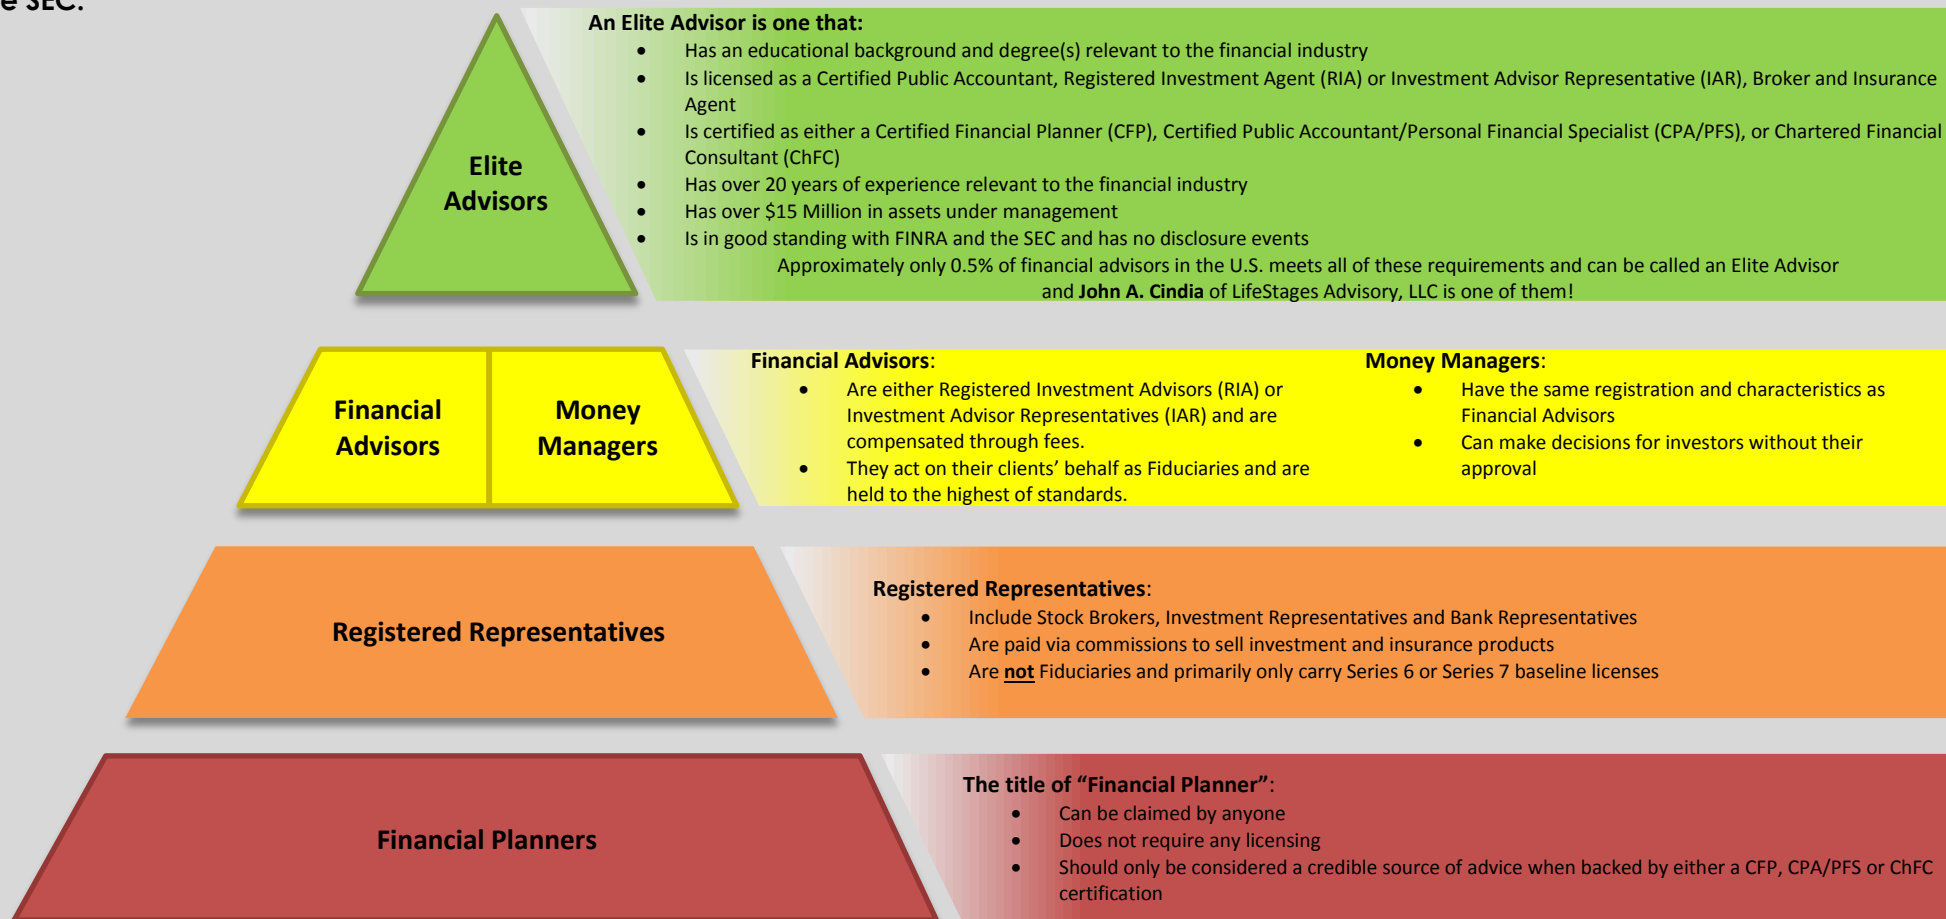 e SEC.
An Elite Advisor is one that:
• Has an educational background and degree(s) relevant to the financial industry
• Is licensed as a Certified Public Accountant, Registered Investment Agent (RIA) or Investment Advisor Representative (IAR), Broker and Insurance
Agent
• Is certified as either a Certified Financial Planner (CFP), Certified Public Accountant/Personal Financial Specialist (CPA/PFS), or Chartered Financial
Consultant (ChFC)
• Has over 20 years of experience relevant to the financial industry
• Has over $15 Million in assets under management
• Is in good standing with FINRA and the SEC and has no disclosure events
Approximately only 0.5% of financial advisors in the U.S. meets all of these requirements and can be called an Elite Advisor
and John A. Cindia of LifeStages Advisory, LLC is one of them!
Elite
Advisors
Financial
Advisors
Money
Managers
Financial Advisors:
• Are either Registered Investment Advisors (RIA) or
Investment Advisor Representatives (IAR) and are
compensated through fees.
• They act on their clients’ behalf as Fiduciaries and are
held to the highest of standards.
Money Managers:
• Have the same registration and characteristics as
Financial Advisors
• Can make decisions for investors without their
approval
Registered Representatives
Registered Representatives:
• Include Stock Brokers, Investment Representatives and Bank Representatives
• Are paid via commissions to sell investment and insurance products
• Are not Fiduciaries and primarily only carry Series 6 or Series 7 baseline licenses
Financial Planners
The title of “Financial Planner”:
• Can be claimed by anyone
• Does not require any licensing
• Should only be considered a credible source of advice when backed by either a CFP, CPA/PFS or ChFC
certification